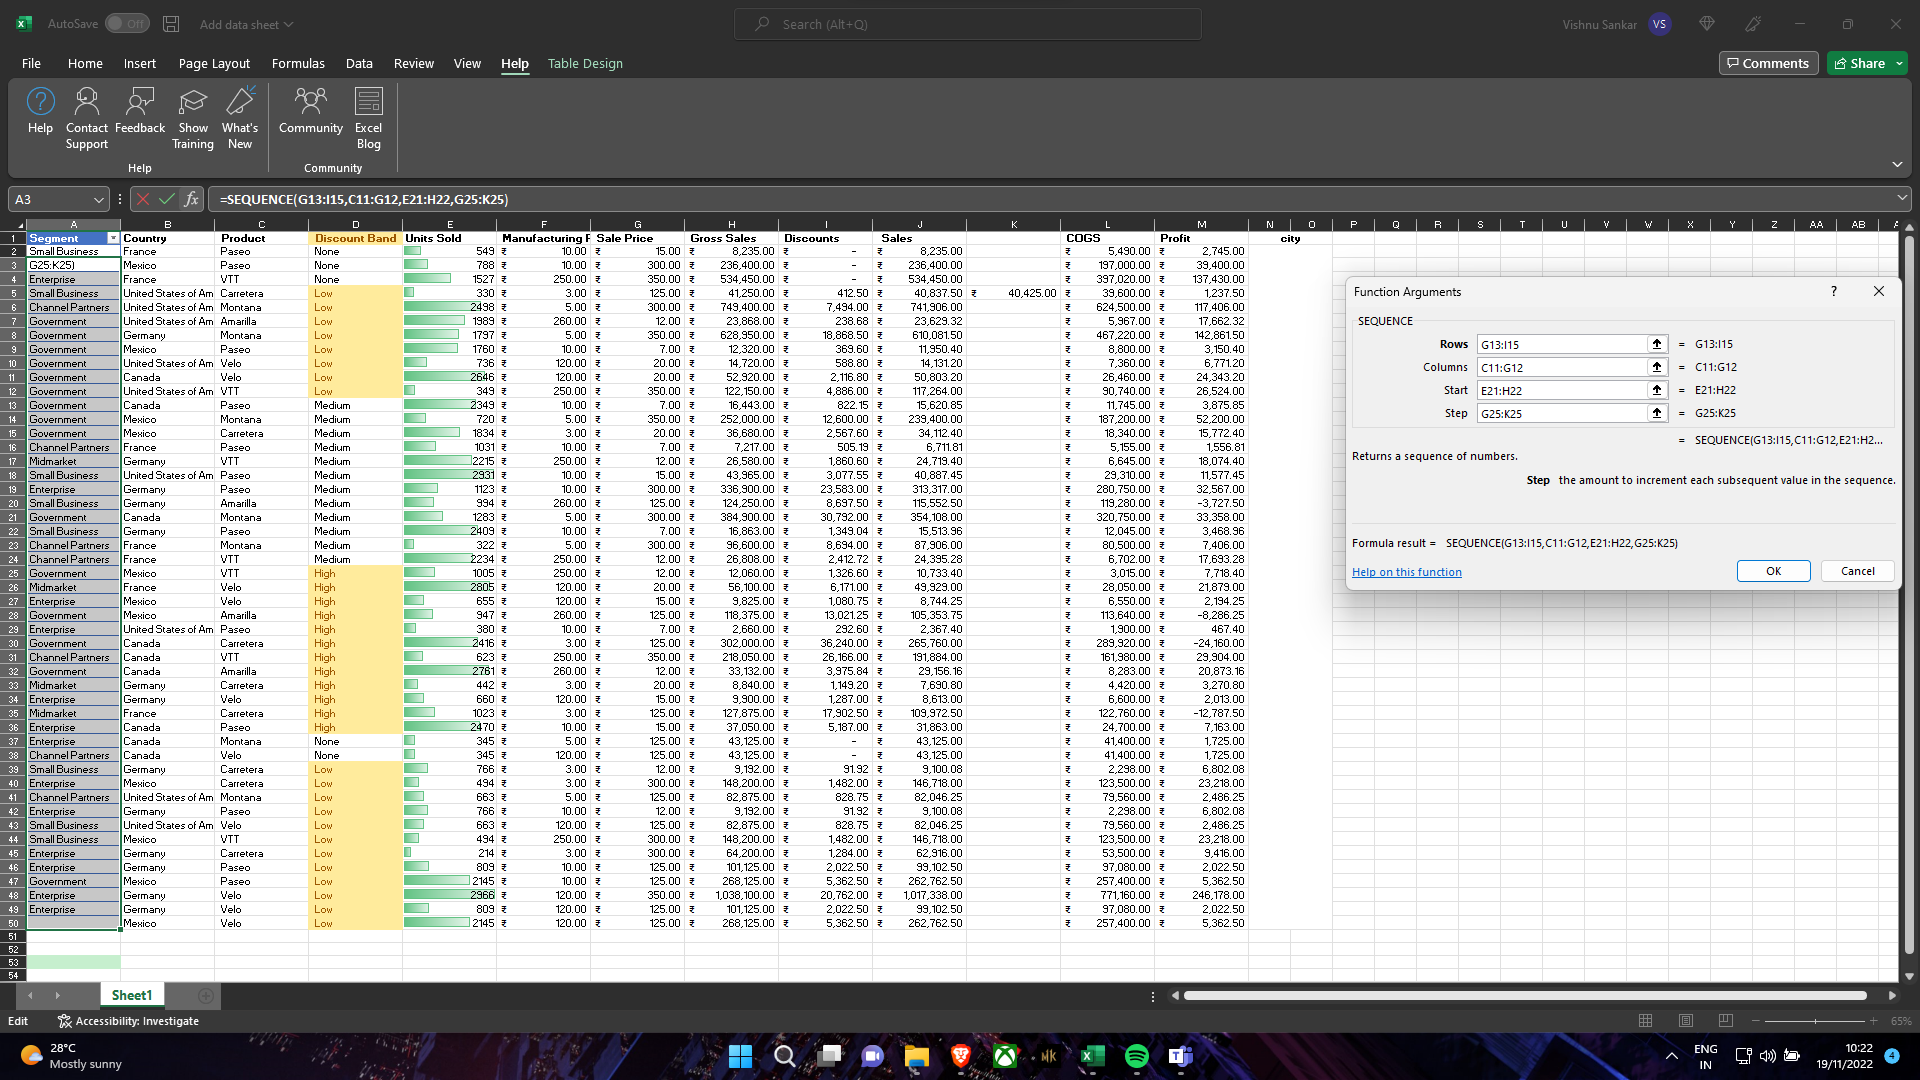 AutoSave Off Add data sheet Search (Alt+Q) Vishnu Sankar VS
File Home Insert Page Layout Formulas Data Review View Help Table Design Comments Share
Help Contact Support Feedback Show Training What's New Community Excel Blog
Help Community
A3 fx =SEQUENCE(G13:I15,C11:G12,E21:H22,G25:K25)
A B C D E F G H I J K L M N O P Q R S T U V W X Y Z AA AB
1 Segment Country Product Discount Band Units Sold Manufacturing P Sale Price Gross Sales Discounts Sales COGS Profit city
2 Small Business France Paseo None 549 ₹ 10.00 ₹ 15.00 ₹ 8,235.00 ₹ - ₹ 8,235.00 ₹ 5,490.00 ₹ 2,745.00
3 G25:K25) Mexico Paseo None 788 ₹ 10.00 ₹ 300.00 ₹ 236,400.00 ₹ - ₹ 236,400.00 ₹ 197,000.00 ₹ 39,400.00
4 Enterprise France VTT None 1527 ₹ 250.00 ₹ 350.00 ₹ 534,450.00 ₹ - ₹ 534,450.00 ₹ 397,020.00 ₹ 137,430.00
5 Small Business United States of Am Carretera Low 330 ₹ 3.00 ₹ 125.00 ₹ 41,250.00 ₹ 412.50 ₹ 40,837.50 ₹ 40,425.00 ₹ 39,600.00 ₹ 1,237.50
6 Channel Partners United States of Am Montana Low 2498 ₹ 5.00 ₹ 300.00 ₹ 749,400.00 ₹ 7,494.00 ₹ 741,906.00 ₹ 624,500.00 ₹ 117,406.00
7 Government United States of Am Amarilla Low 1989 ₹ 260.00 ₹ 12.00 ₹ 23,868.00 ₹ 238.68 ₹ 23,629.32 ₹ 5,967.00 ₹ 17,662.32
8 Government Germany Montana Low 1797 ₹ 5.00 ₹ 350.00 ₹ 628,950.00 ₹ 18,868.50 ₹ 610,081.50 ₹ 467,220.00 ₹ 142,861.50
9 Government Mexico Paseo Low 1760 ₹ 10.00 ₹ 7.00 ₹ 12,320.00 ₹ 369.60 ₹ 11,950.40 ₹ 8,800.00 ₹ 3,150.40
10 Government United States of Am Velo Low 736 ₹ 120.00 ₹ 20.00 ₹ 14,720.00 ₹ 588.80 ₹ 14,131.20 ₹ 7,360.00 ₹ 6,771.20
11 Government Canada Velo Low 2646 ₹ 120.00 ₹ 20.00 ₹ 52,920.00 ₹ 2,116.80 ₹ 50,803.20 ₹ 26,460.00 ₹ 24,343.20
12 Government United States of Am VTT Low 349 ₹ 250.00 ₹ 350.00 ₹ 122,150.00 ₹ 4,886.00 ₹ 117,264.00 ₹ 90,740.00 ₹ 26,524.00
13 Government Canada Paseo Medium 2349 ₹ 10.00 ₹ 7.00 ₹ 16,443.00 ₹ 822.15 ₹ 15,620.85 ₹ 11,745.00 ₹ 3,875.85
14 Government Mexico Montana Medium 720 ₹ 5.00 ₹ 350.00 ₹ 252,000.00 ₹ 12,600.00 ₹ 239,400.00 ₹ 187,200.00 ₹ 52,200.00
15 Government Mexico Carretera Medium 1834 ₹ 3.00 ₹ 20.00 ₹ 36,680.00 ₹ 2,567.60 ₹ 34,112.40 ₹ 18,340.00 ₹ 15,772.40
16 Channel Partners France Paseo Medium 1031 ₹ 10.00 ₹ 7.00 ₹ 7,217.00 ₹ 505.19 ₹ 6,711.81 ₹ 5,155.00 ₹ 1,556.81
17 Midmarket Germany VTT Medium 2215 ₹ 250.00 ₹ 12.00 ₹ 26,580.00 ₹ 1,860.60 ₹ 24,719.40 ₹ 6,645.00 ₹ 18,074.40
18 Small Business United States of Am Paseo Medium 2931 ₹ 10.00 ₹ 15.00 ₹ 43,965.00 ₹ 3,077.55 ₹ 40,887.45 ₹ 29,310.00 ₹ 11,577.45
19 Enterprise Germany Paseo Medium 1123 ₹ 10.00 ₹ 300.00 ₹ 336,900.00 ₹ 23,583.00 ₹ 313,317.00 ₹ 280,750.00 ₹ 32,567.00
20 Small Business Germany Amarilla Medium 994 ₹ 260.00 ₹ 125.00 ₹ 124,250.00 ₹ 8,697.50 ₹ 115,552.50 ₹ 119,280.00 ₹ -3,727.50
21 Government Canada Montana Medium 1283 ₹ 5.00 ₹ 300.00 ₹ 384,900.00 ₹ 30,792.00 ₹ 354,108.00 ₹ 320,750.00 ₹ 33,358.00
22 Small Business Germany Paseo Medium 2409 ₹ 10.00 ₹ 7.00 ₹ 16,863.00 ₹ 1,349.04 ₹ 15,513.96 ₹ 12,045.00 ₹ 3,468.96
23 Channel Partners France Montana Medium 322 ₹ 5.00 ₹ 300.00 ₹ 96,600.00 ₹ 8,694.00 ₹ 87,906.00 ₹ 80,500.00 ₹ 7,406.00
24 Channel Partners France VTT Medium 2234 ₹ 250.00 ₹ 12.00 ₹ 26,808.00 ₹ 2,412.72 ₹ 24,395.28 ₹ 6,702.00 ₹ 17,693.28
25 Government Mexico VTT High 1005 ₹ 250.00 ₹ 12.00 ₹ 12,060.00 ₹ 1,326.60 ₹ 10,733.40 ₹ 3,015.00 ₹ 7,718.40
26 Midmarket France Velo High 2805 ₹ 120.00 ₹ 20.00 ₹ 56,100.00 ₹ 6,171.00 ₹ 49,929.00 ₹ 28,050.00 ₹ 21,879.00
27 Enterprise Mexico Velo High 655 ₹ 120.00 ₹ 15.00 ₹ 9,825.00 ₹ 1,080.75 ₹ 8,744.25 ₹ 6,550.00 ₹ 2,194.25
28 Government Mexico Amarilla High 947 ₹ 260.00 ₹ 125.00 ₹ 118,375.00 ₹ 13,021.25 ₹ 105,353.75 ₹ 113,640.00 ₹ -8,286.25
29 Enterprise United States of Am Paseo High 380 ₹ 10.00 ₹ 7.00 ₹ 2,660.00 ₹ 292.60 ₹ 2,367.40 ₹ 1,900.00 ₹ 467.40
30 Government Canada Carretera High 2416 ₹ 3.00 ₹ 125.00 ₹ 302,000.00 ₹ 36,240.00 ₹ 265,760.00 ₹ 289,920.00 ₹ -24,160.00
31 Channel Partners Canada VTT High 623 ₹ 250.00 ₹ 350.00 ₹ 218,050.00 ₹ 26,166.00 ₹ 191,884.00 ₹ 161,980.00 ₹ 29,904.00
32 Government Canada Amarilla High 2761 ₹ 260.00 ₹ 12.00 ₹ 33,132.00 ₹ 3,975.84 ₹ 29,156.16 ₹ 8,283.00 ₹ 20,873.16
33 Midmarket Germany Carretera High 442 ₹ 3.00 ₹ 20.00 ₹ 8,840.00 ₹ 1,149.20 ₹ 7,690.80 ₹ 4,420.00 ₹ 3,270.80
34 Enterprise Germany Velo High 660 ₹ 120.00 ₹ 15.00 ₹ 9,900.00 ₹ 1,287.00 ₹ 8,613.00 ₹ 6,600.00 ₹ 2,013.00
35 Midmarket France Carretera High 1023 ₹ 3.00 ₹ 125.00 ₹ 127,875.00 ₹ 17,902.50 ₹ 109,972.50 ₹ 122,760.00 ₹ -12,787.50
36 Enterprise Canada Paseo High 2470 ₹ 10.00 ₹ 15.00 ₹ 37,050.00 ₹ 5,187.00 ₹ 31,863.00 ₹ 24,700.00 ₹ 7,163.00
37 Enterprise Canada Montana None 345 ₹ 5.00 ₹ 125.00 ₹ 43,125.00 ₹ - ₹ 43,125.00 ₹ 41,400.00 ₹ 1,725.00
38 Channel Partners Canada Velo None 345 ₹ 120.00 ₹ 125.00 ₹ 43,125.00 ₹ - ₹ 43,125.00 ₹ 41,400.00 ₹ 1,725.00
39 Small Business Germany Carretera Low 766 ₹ 3.00 ₹ 12.00 ₹ 9,192.00 ₹ 91.92 ₹ 9,100.08 ₹ 2,298.00 ₹ 6,802.08
40 Enterprise Mexico Carretera Low 494 ₹ 3.00 ₹ 300.00 ₹ 148,200.00 ₹ 1,482.00 ₹ 146,718.00 ₹ 123,500.00 ₹ 23,218.00
41 Channel Partners United States of Am Montana Low 663 ₹ 5.00 ₹ 125.00 ₹ 82,875.00 ₹ 828.75 ₹ 82,046.25 ₹ 79,560.00 ₹ 2,486.25
42 Enterprise Germany Paseo Low 766 ₹ 10.00 ₹ 12.00 ₹ 9,192.00 ₹ 91.92 ₹ 9,100.08 ₹ 2,298.00 ₹ 6,802.08
43 Small Business United States of Am Velo Low 663 ₹ 120.00 ₹ 125.00 ₹ 82,875.00 ₹ 828.75 ₹ 82,046.25 ₹ 79,560.00 ₹ 2,486.25
44 Small Business Mexico VTT Low 494 ₹ 250.00 ₹ 300.00 ₹ 148,200.00 ₹ 1,482.00 ₹ 146,718.00 ₹ 123,500.00 ₹ 23,218.00
45 Enterprise Germany Carretera Low 214 ₹ 3.00 ₹ 300.00 ₹ 64,200.00 ₹ 1,284.00 ₹ 62,916.00 ₹ 53,500.00 ₹ 9,416.00
46 Enterprise Germany Paseo Low 809 ₹ 10.00 ₹ 125.00 ₹ 101,125.00 ₹ 2,022.50 ₹ 99,102.50 ₹ 97,080.00 ₹ 2,022.50
47 Government Mexico Paseo Low 2145 ₹ 10.00 ₹ 125.00 ₹ 268,125.00 ₹ 5,362.50 ₹ 262,762.50 ₹ 257,400.00 ₹ 5,362.50
48 Enterprise Germany Velo Low 2966 ₹ 120.00 ₹ 350.00 ₹ 1,038,100.00 ₹ 20,762.00 ₹ 1,017,338.00 ₹ 771,160.00 ₹ 246,178.00
49 Enterprise Germany Velo Low 809 ₹ 120.00 ₹ 125.00 ₹ 101,125.00 ₹ 2,022.50 ₹ 99,102.50 ₹ 97,080.00 ₹ 2,022.50
50 Mexico Velo Low 2145 ₹ 120.00 ₹ 125.00 ₹ 268,125.00 ₹ 5,362.50 ₹ 262,762.50 ₹ 257,400.00 ₹ 5,362.50
51
52
53
54
Function Arguments ?
SEQUENCE
Rows G13:I15 = G13:I15
Columns C11:G12 = C11:G12
Start E21:H22 = E21:H22
Step G25:K25 = G25:K25
= SEQUENCE(G13:I15,C11:G12,E21:H2...
Returns a sequence of numbers.
Step the amount to increment each subsequent value in the sequence.
Formula result = SEQUENCE(G13:I15,C11:G12,E21:H22,G25:K25)
Help on this function OK Cancel
Sheet1
Edit Accessibility: Investigate 65%
28°C
Mostly sunny
ENG
IN
10:22
19/11/2022
4